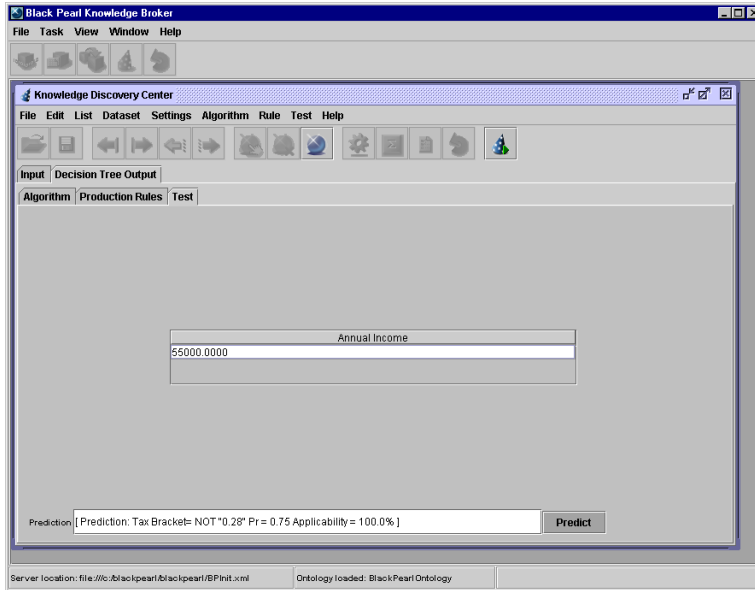 Black Pearl Knowledge Broker
File Task View Window Help
Knowledge Discovery Center
File Edit List Dataset Settings Algorithm Rule Test Help
Input Decision Tree Output
Algorithm Production Rules Test
Annual Income
55000.0000
Prediction [ Prediction: Tax Bracket= NOT "0.28" Pr = 0.75 Applicability = 100.0% ] Predict
Server location: file:///c:/blackpearl/blackpearl/BPInit.xml Ontology loaded: BlackPearlOntology